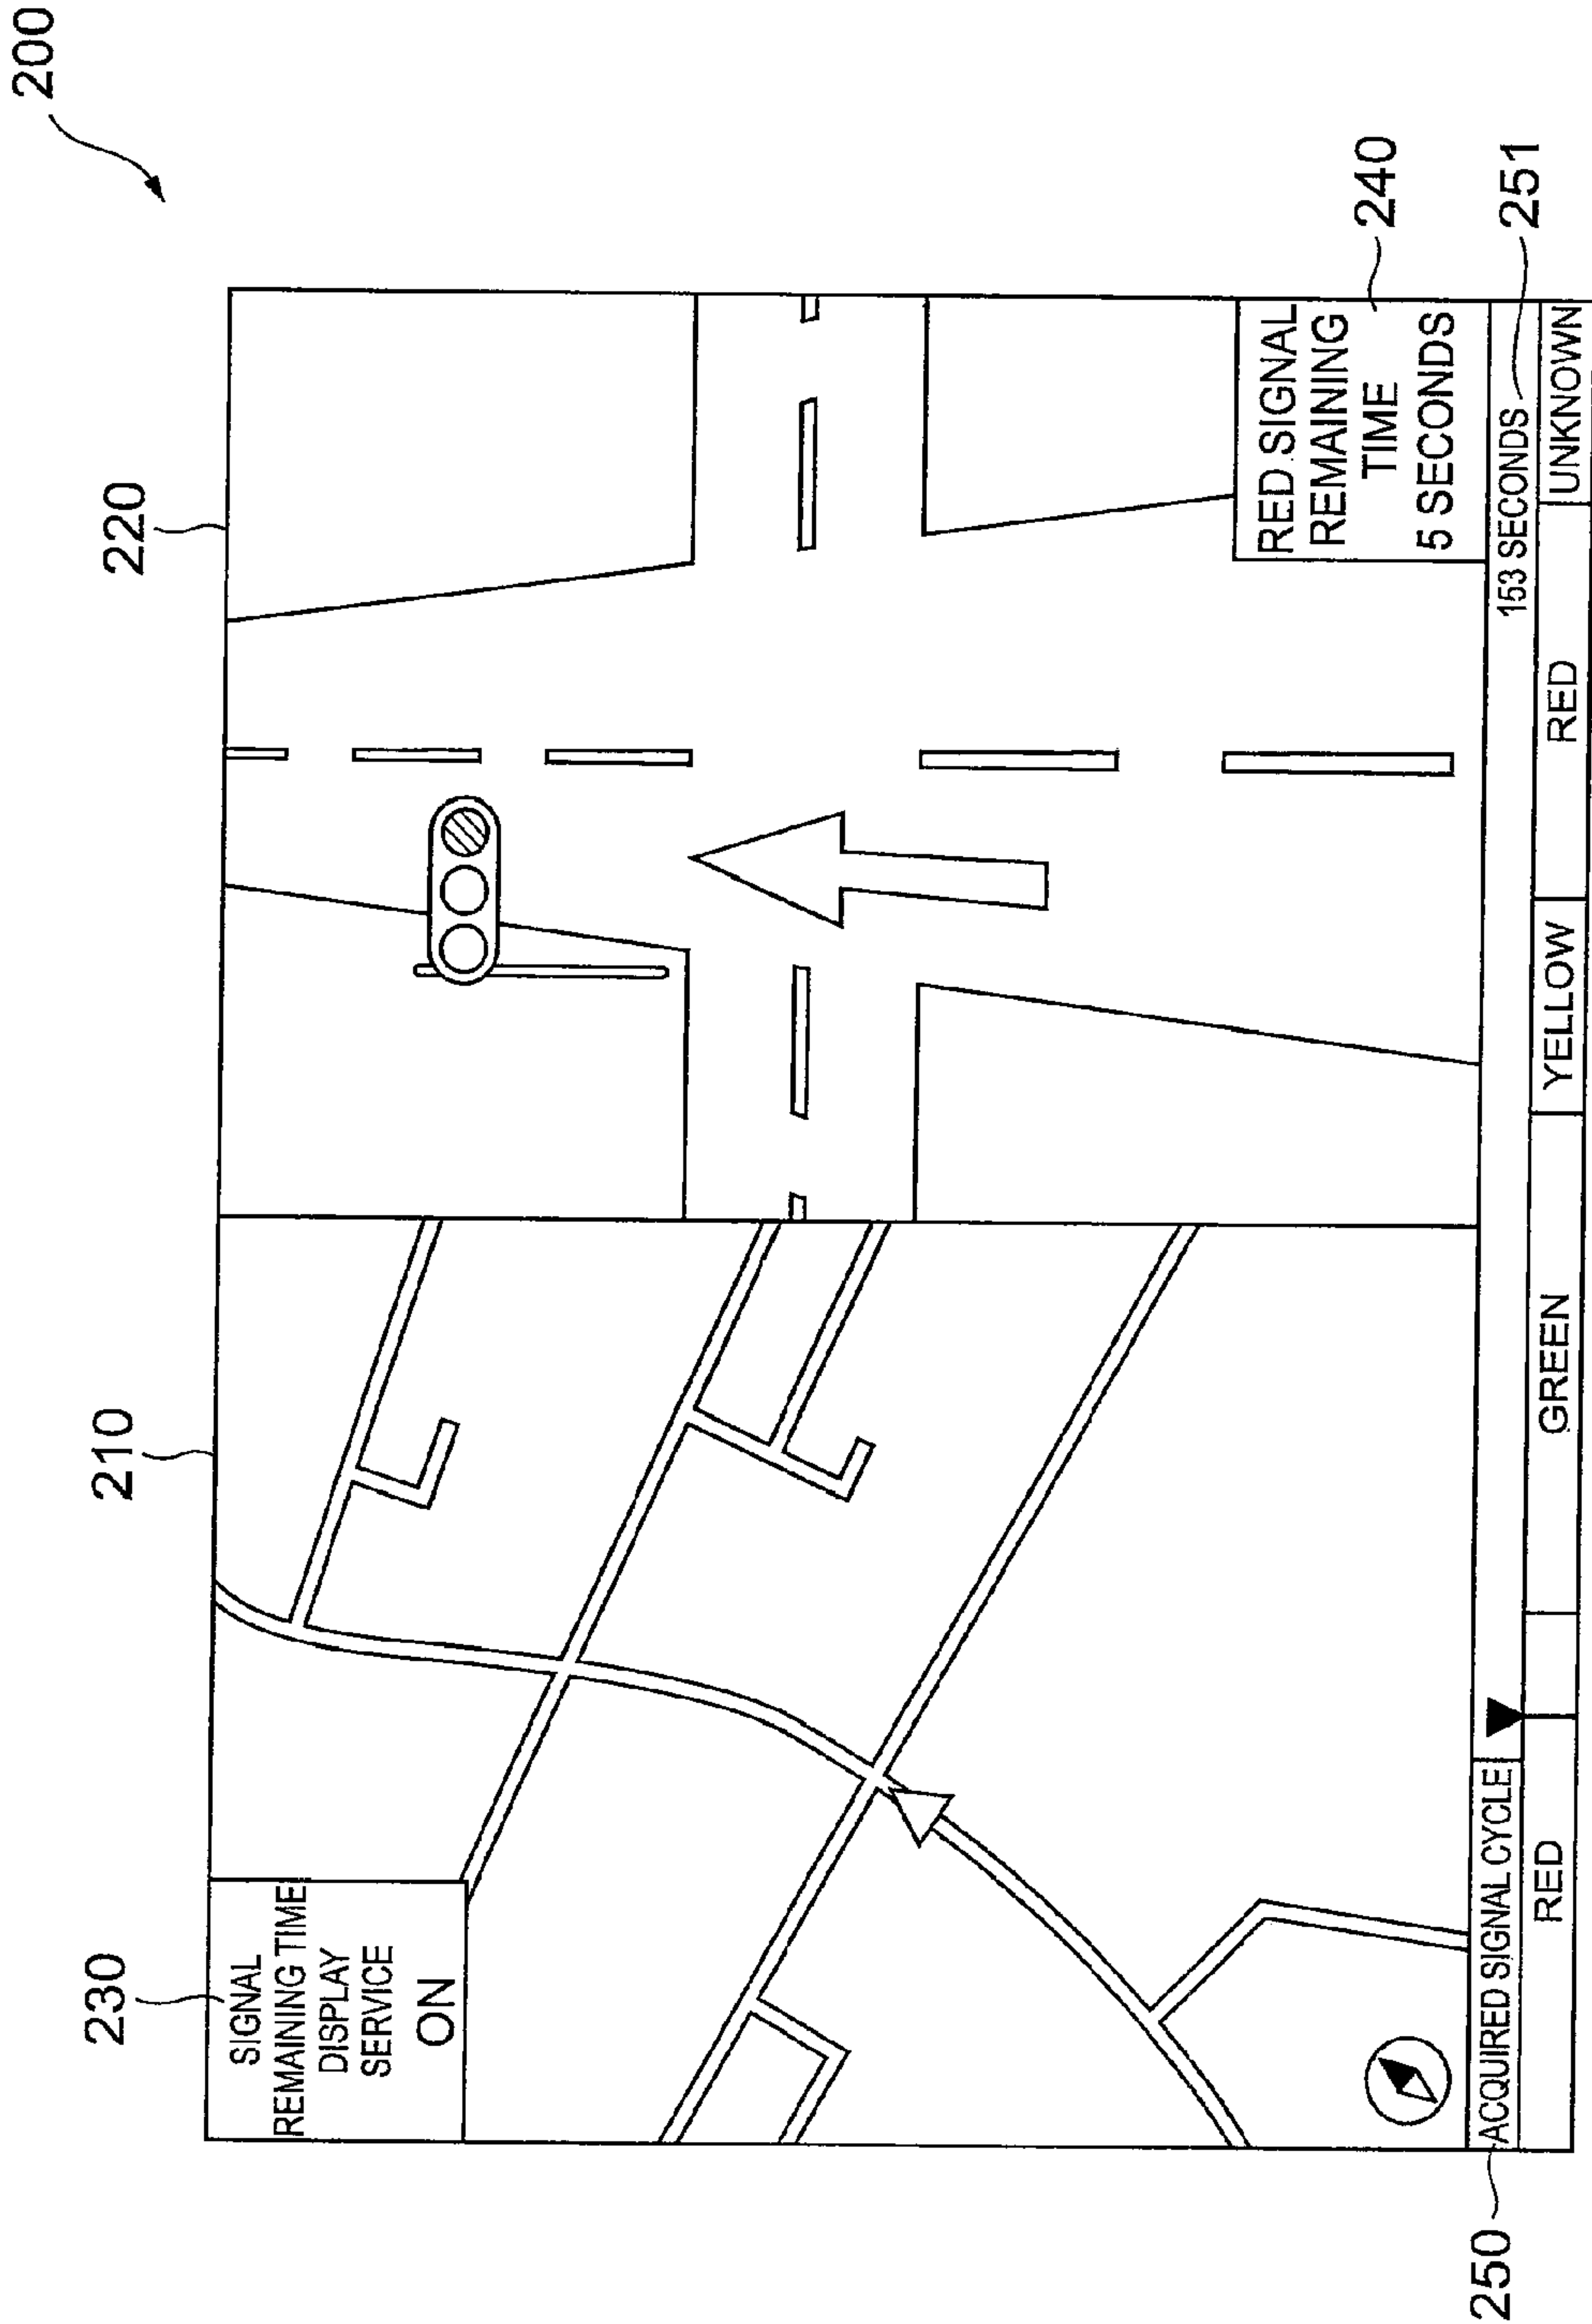 200
210
220
230
SIGNAL
REMAINING TIME
DISPLAY
SERVICE
ON
RED SIGNAL
REMAINING
TIME
5 SECONDS
240
250
ACQUIRED SIGNAL CYCLE
153 SECONDS
251
RED
GREEN
YELLOW
RED
UNKNOWN